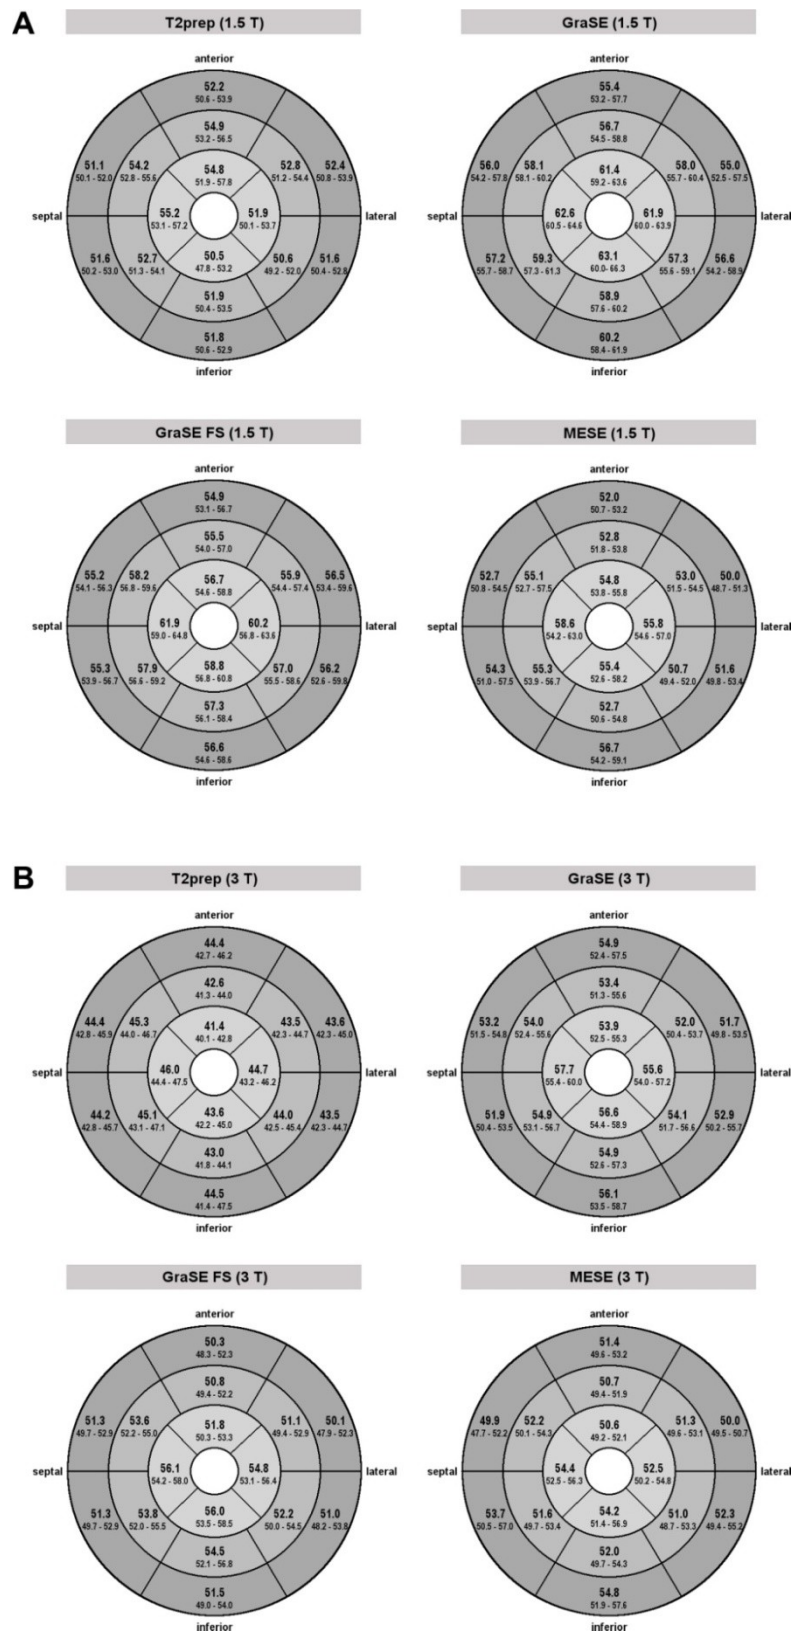 A
T2prep (1.5 T)
anterior
52.2
50.6 - 53.9
54.9
53.2 - 56.5
54.8
51.9 - 57.8
51.1
50.1 - 52.0
54.2
52.8 - 55.6
52.8
51.2 - 54.4
52.4
50.8 - 53.9
septal
55.2
53.1 - 57.2
51.9
50.1 - 53.7
lateral
51.6
50.2 - 53.0
52.7
51.3 - 54.1
50.5
47.8 - 53.2
50.6
49.2 - 52.0
51.6
50.4 - 52.8
51.9
50.4 - 53.5
51.8
50.6 - 52.9
inferior
GraSE (1.5 T)
anterior
55.4
53.2 - 57.7
56.7
54.5 - 58.8
61.4
59.2 - 63.6
56.0
54.2 - 57.8
58.1
58.1 - 60.2
58.0
55.7 - 60.4
55.0
52.5 - 57.5
62.6
60.5 - 64.6
61.9
60.0 - 63.9
lateral
57.2
55.7 - 58.7
59.3
57.3 - 61.3
63.1
60.0- 66.3
57.3
55.6 - 59.1
56.6
54.2 - 58.9
58.9
57.6 - 60.2
60.2
58.4 - 61.9
inferior
GraSE FS (1.5 T)
anterior
54.9
53.1 - 56.7
55.5
54.0 - 57.0
56.7
54.6 - 58.8
55.2
54.1 - 56.3
58.2
56.8 - 59.6
55.9
54.4 - 57.4
56.5
53.4 - 59.6
septal
61.9
59.0 - 64.8
60.2
56.8 - 63.6
lateral
55.3
53.9 - 56.7
57.9
56.6 - 59.2
58.8
56.8 - 60.8
57.0
55.5 - 58.6
56.2
52.6 - 59.8
57.3
56.1 - 58.4
56.6
54.6 - 58.6
inferior
MESE (1.5 T)
anterior
52.0
50.7 - 53.2
52.8
51.8 - 53.8
54.8
53.8 - 55.8
52.7
50.8 - 54.5
55.1
52.7 - 57.5
53.0
51.5 - 54.5
50.0
48.7 - 51.3
58.6
54.2 - 63.0
55.8
54.6 - 57.0
lateral
54.3
51.0 - 57.5
55.3
53.9 - 56.7
55.4
52.6 - 58.2
50.7
49.4 - 52.0
51.6
49.8 - 53.4
52.7
50.6 - 54.8
56.7
54.2 - 59.1
inferior
B
T2prep (3 T)
anterior
44.4
42.7 - 46.2
42.6
41.3 - 44.0
41.4
40.1 - 42.8
44.4
42.8 - 45.9
45.3
44.0 - 46.7
43.5
42.3 - 44.7
43.6
42.3 - 45.0
septal
46.0
44.4 - 47.5
44.7
43.2 - 46.2
lateral
44.2
42.8 - 45.7
45.1
43.1 - 47.1
43.6
42.2 - 45.0
44.0
42.5 - 45.4
43.5
42.3 - 44.7
43.0
41.8 - 44.1
44.5
41.4 - 47.5
inferior
GraSE (3 T)
anterior
54.9
52.4 - 57.5
53.4
51.3 - 55.6
53.9
52.5 - 55.3
53.2
51.5 - 54.8
54.0
52.4 - 55.6
52.0
50.4 - 53.7
51.7
49.8 - 53.5
57.7
55.4 - 60.0
55.6
54.0 - 57.2
lateral
51.9
50.4 - 53.5
54.9
53.1 - 56.7
56.6
54.4 - 58.9
54.1
51.7 - 56.6
52.9
50.2 - 55.7
54.9
52.6 - 57.3
56.1
53.5 - 58.7
inferior
GraSE FS (3 T)
anterior
50.3
48.3 - 52.3
50.8
49.4 - 52.2
51.8
50.3 - 53.3
51.3
49.7 - 52.9
53.6
52.2 - 55.0
51.1
49.4 - 52.9
50.1
47.9 - 52.3
septal
56.1
54.2 - 58.0
54.8
53.1 - 56.4
lateral
51.3
49.7 - 52.9
53.8
52.0 - 55.5
56.0
53.5 - 58.5
52.2
50.0 - 54.5
51.0
48.2 - 53.8
54.5
52.1 - 56.8
51.5
49.0 - 54.0
inferior
MESE (3 T)
anterior
51.4
49.6 - 53.2
50.7
49.4 - 51.9
50.6
49.2 - 52.1
49.9
47.7 - 52.2
52.2
50.1 - 54.3
51.3
49.6 - 53.1
50.0
49.5 - 50.7
54.4
52.5 - 56.3
52.5
50.2 - 54.8
lateral
53.7
50.5 - 57.0
51.6
49.7 - 53.4
54.2
51.4 - 56.9
51.0
48.7 - 53.3
52.3
49.4 - 55.2
52.0
49.7 - 54.3
54.8
51.9 - 57.6
inferior